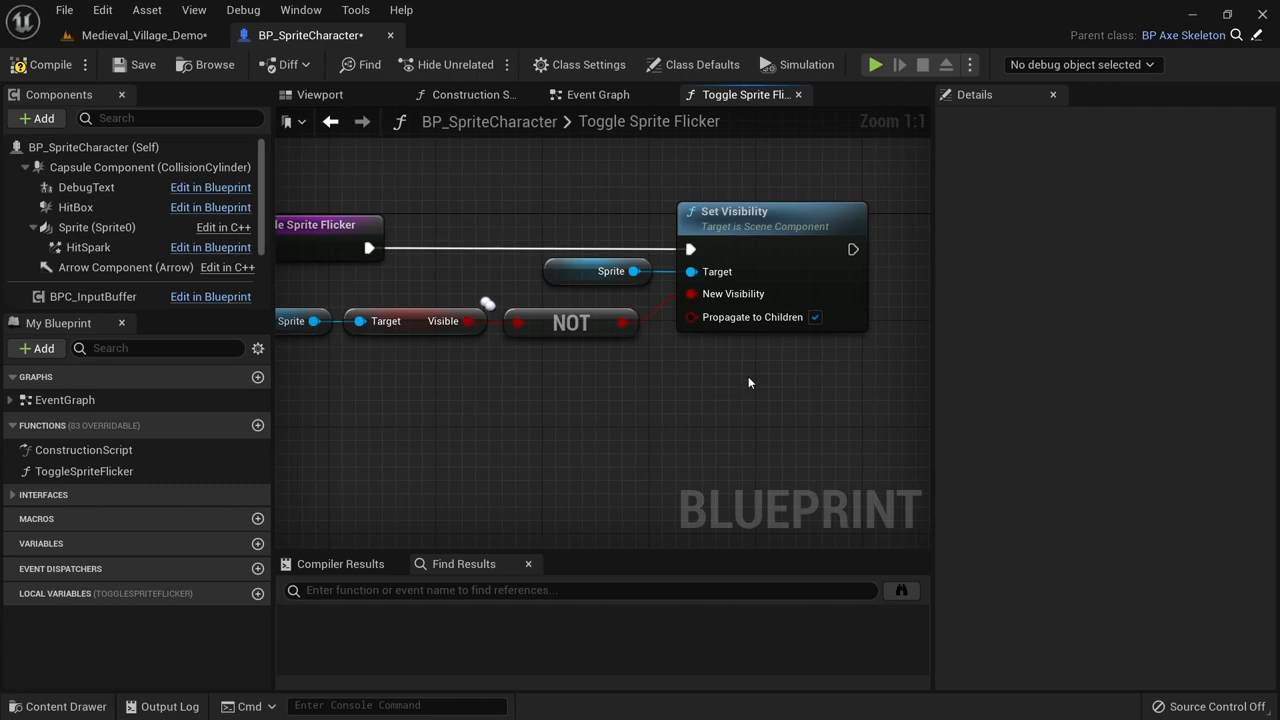 File Edit Asset View Debug Window Tools Help
Medieval_Village_Demo*
BP_SpriteCharacter*
Parent class: BP Axe Skeleton
Compile Save Browse Diff Find Hide Unrelated Class Settings Class Defaults Simulation No debug object selected
Components
Viewport Construction S... Event Graph Toggle Sprite Fli...
Details
Add Search
BP_SpriteCharacter > Toggle Sprite Flicker
Zoom 1:1
BP_SpriteCharacter (Self)
Capsule Component (CollisionCylinder)
DebugText Edit in Blueprint
HitBox Edit in Blueprint
Sprite (Sprite0) Edit in C++
HitSpark Edit in Blueprint
Arrow Component (Arrow) Edit in C++
BPC_InputBuffer Edit in Blueprint
le Sprite Flicker
Set Visibility
Target is Scene Component
Sprite
Target
New Visibility
Propagate to Children
Sprite
Target Visible
NOT
My Blueprint
Add Search
GRAPHS
EventGraph
FUNCTIONS (83 OVERRIDABLE)
ConstructionScript
ToggleSpriteFlicker
INTERFACES
MACROS
VARIABLES
EVENT DISPATCHERS
LOCAL VARIABLES (TOGGLESPRITEFLICKER)
BLUEPRINT
Compiler Results Find Results
Enter function or event name to find references...
Content Drawer Output Log Cmd Enter Console Command Source Control Off